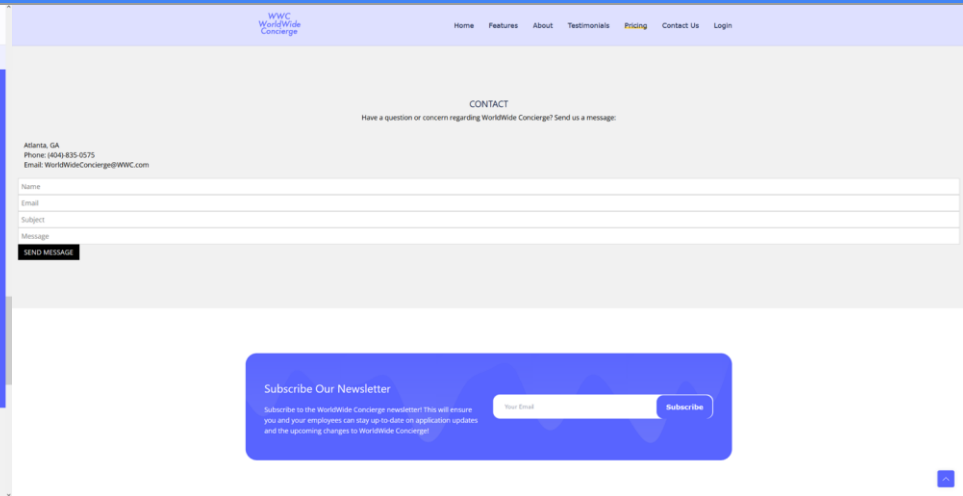 WWC
WorldWide
Concierge
Home Features About Testimonials Pricing Contact Us Login
CONTACT
Have a question or concern regarding WorldWide Concierge? Send us a message:
Atlanta, GA
Phone: (404)-835-0575
Email: WorldWideConcierge@WWC.com
Name
Email
Subject
Message
SEND MESSAGE
Subscribe Our Newsletter
Subscribe to the WorldWide Concierge newsletter! This will ensure
you and your employees can stay up-to-date on application updates
and the upcoming changes to WorldWide Concierge!
Your Email
Subscribe